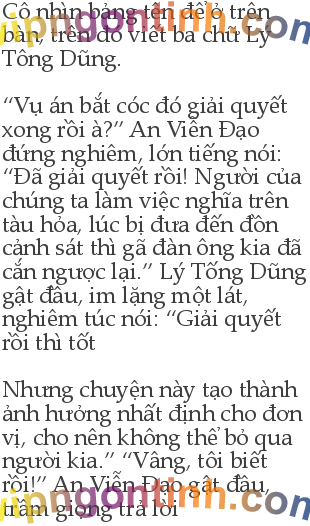 Cô nhìn bảng tên để ở trên
bàn, trên đó viết ba chữ Lý
Tông Dũng.
“Vụ án bắt cóc đó giải quyết
xong rồi à?” An Viễn Đạo
đứng nghiêm, lớn tiếng nói:
“Đã giải quyết rồi! Người của
chúng ta làm việc nghĩa trên
tàu hỏa, lúc bị đưa đến đồn
cảnh sát thì gã đàn ông kia đã
cắn ngược lại.” Lý Tống Dũng
gật đầu, im lặng một lát,
nghiêm túc nói: “Giải quyết
rồi thì tốt
Nhưng chuyện này tạo thành
ảnh hưởng nhất định cho đơn
vị, cho nên không thể bỏ qua
người kia.” “Vâng, tôi biết
rồi!” An Viễn Đạo gật đầu,
trầm giọng trả lời
vipngontinh.com
vipngontinh.com